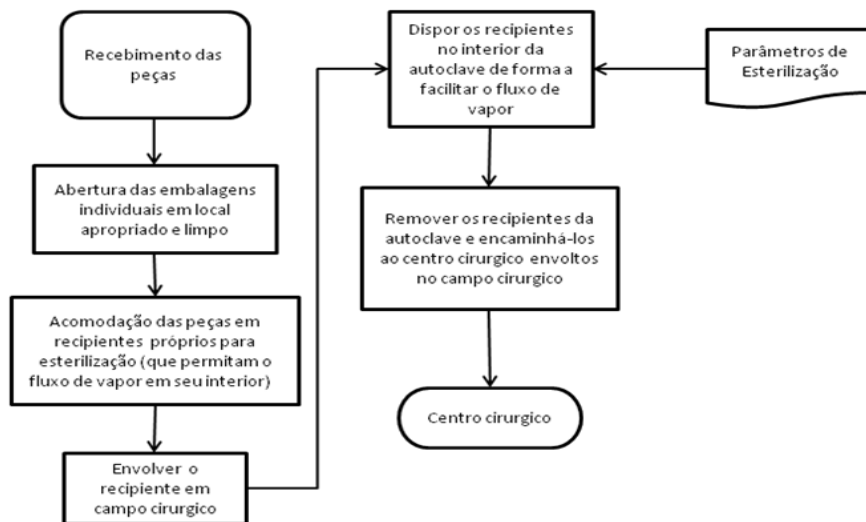 Recebimento das
peças
Abertura das embalagens
individuais em local
apropriado e limpo
Acomodação das peças em
recipientes próprios para
esterilização (que permitam o
fluxo de vapor em seu interior)
Envolver o
recipiente em
campo cirurgico
Dispor os recipientes
no interior da
autoclave de forma a
facilitar o fluxo de
vapor
Parâmetros de
Esterilização
Remover os recipientes da
autoclave e encaminhá-los
ao centro cirurgico envoltos
no campo cirurgico
Centro cirurgico